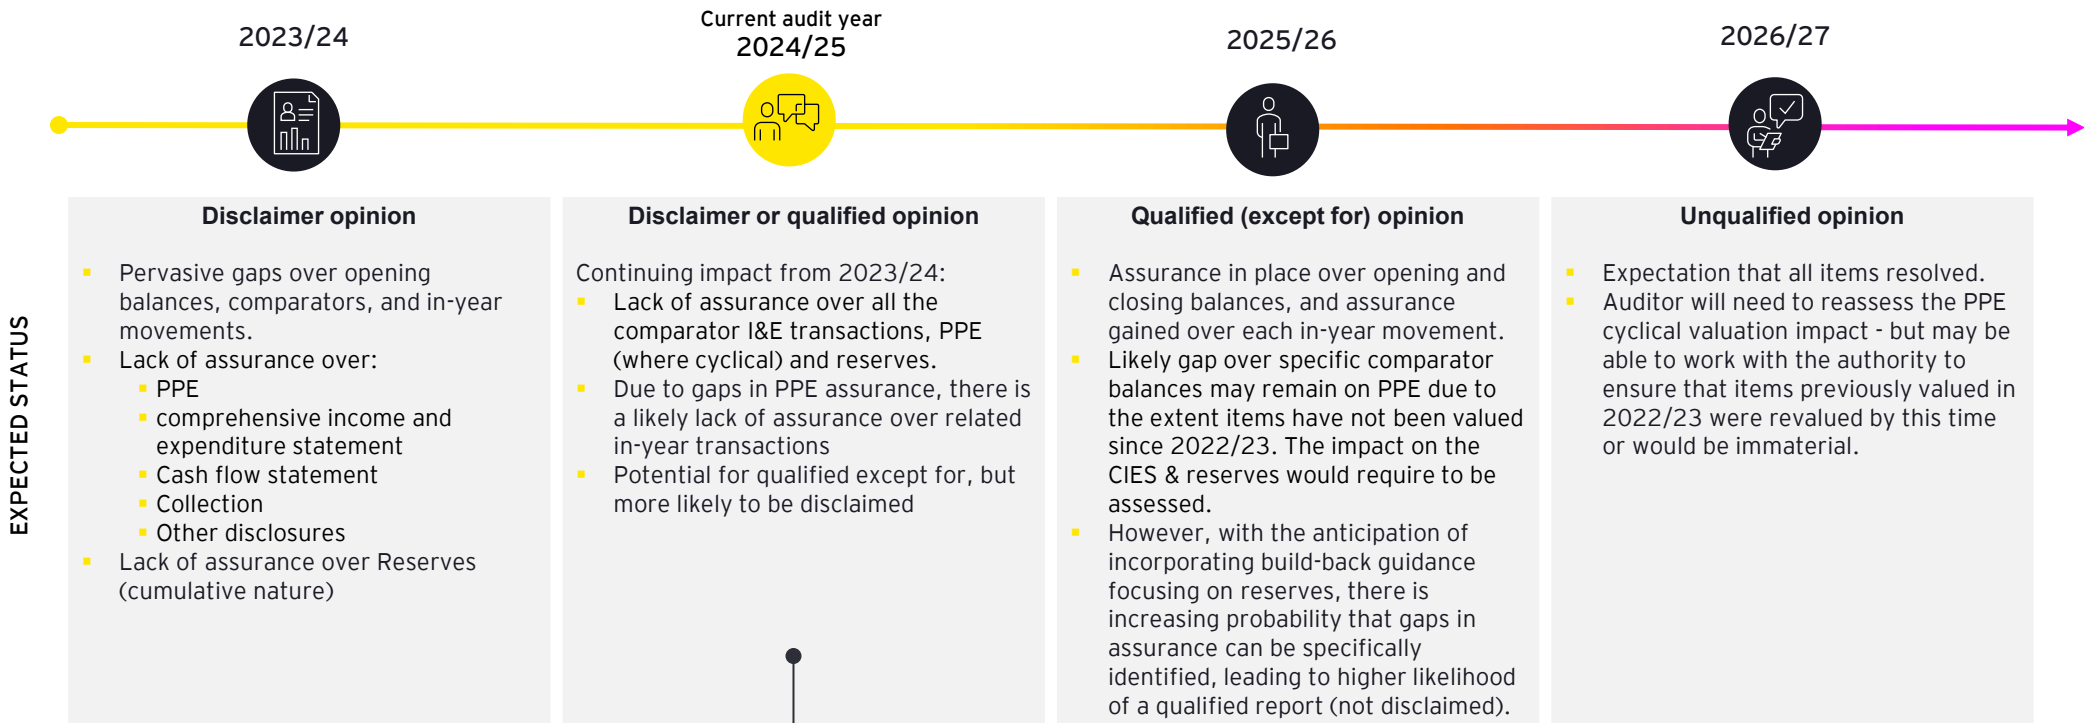 2023/24
Current audit year
2024/25
2025/26
2026/27
EXPECTED STATUS
Disclaimer opinion
▪ Pervasive gaps over opening
balances, comparators, and in-year
movements.
▪ Lack of assurance over:
▪ PPE
▪ comprehensive income and
expenditure statement
▪ Cash flow statement
▪ Collection
▪ Other disclosures
▪ Lack of assurance over Reserves
(cumulative nature)
Disclaimer or qualified opinion
Continuing impact from 2023/24:
▪ Lack of assurance over all the
comparator I&E transactions, PPE
(where cyclical) and reserves.
▪ Due to gaps in PPE assurance, there is
a likely lack of assurance over related
in-year transactions
▪ Potential for qualified except for, but
more likely to be disclaimed
Qualified (except for) opinion
▪ Assurance in place over opening and
closing balances, and assurance
gained over each in-year movement.
▪ Likely gap over specific comparator
balances may remain on PPE due to
the extent items have not been valued
since 2022/23. The impact on the
CIES & reserves would require to be
assessed.
▪ However, with the anticipation of
incorporating build-back guidance
focusing on reserves, there is
increasing probability that gaps in
assurance can be specifically
identified, leading to higher likelihood
of a qualified report (not disclaimed).
Unqualified opinion
▪ Expectation that all items resolved.
▪ Auditor will need to reassess the PPE
cyclical valuation impact - but may be
able to work with the authority to
ensure that items previously valued in
2022/23 were revalued by this time
or would be immaterial.